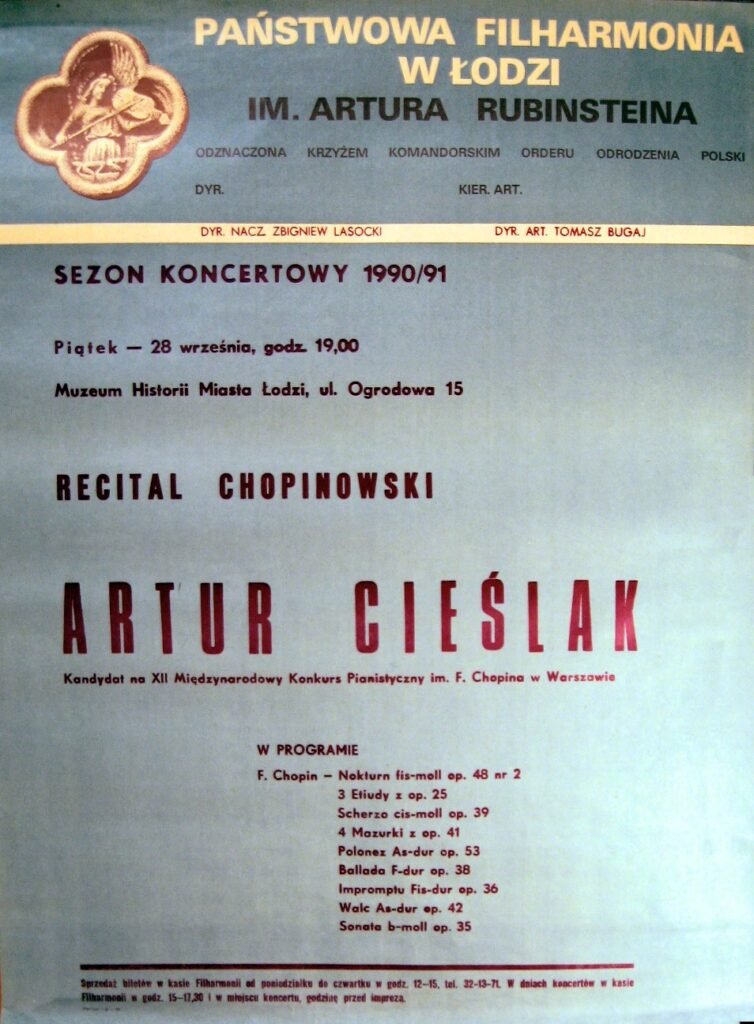 PAŃSTWOWA FILHARMONIA
W ŁODZI
IM. ARTURA RUBINSTEINA
ODZNACZONA KRZYŻEM KOMANDORSKIM ORDERU ODRODZENIA POLSKI
DYR. KIER. ART.
DYR. NACZ. ZBIGNIEW LASOCKI DYR. ART. TOMASZ BUGAJ
SEZON KONCERTOWY 1990/91
Piątek — 28 września, godz. 19,00
Muzeum Historii Miasta Łodzi, ul. Ogrodowa 15
RECITAL CHOPINOWSKI
ARTUR CIEŚLAK
Kandydat na XII Międzynarodowy Konkurs Pianistyczny im. F. Chopina w Warszawie
W PROGRAMIE
F. Chopin — Nokturn fis-moll op. 48 nr 2
3 Etiudy z op. 25
Scherzo cis-moll op. 39
4 Mazurki z op. 41
Polonez As-dur op. 53
Ballada F-dur op. 38
Impromptu Fis-dur op. 36
Walc As-dur op. 42
Sonata b-moll op. 35
Sprzedaż biletów w kasie Filharmonii od poniedziałku do czwartku w godz. 12—15, tel. 32-13-71. W dniach koncertów w kasie
Filharmonii w godz. 15—17,30 i w miejscu koncertu, godzinę przed imprezą.